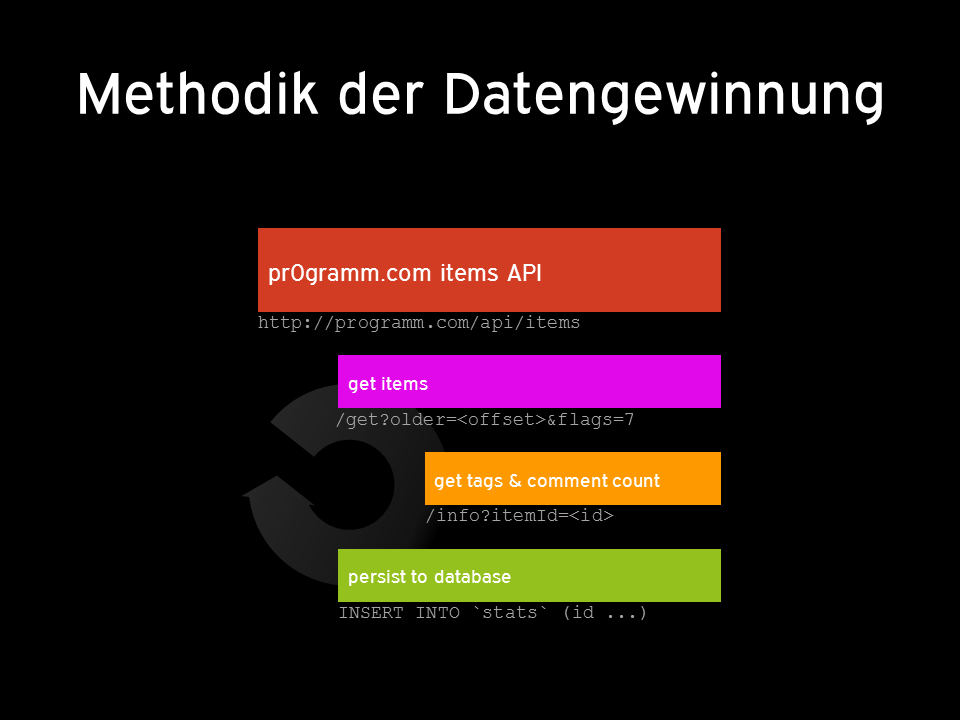 Methodik der Datengewinnung
pr0gramm.com items API
http://programm.com/api/items
get items
/get?older=<offset>&flags=7
get tags & comment count
/info?itemId=<id>
persist to database
INSERT INTO `stats` (id ...)